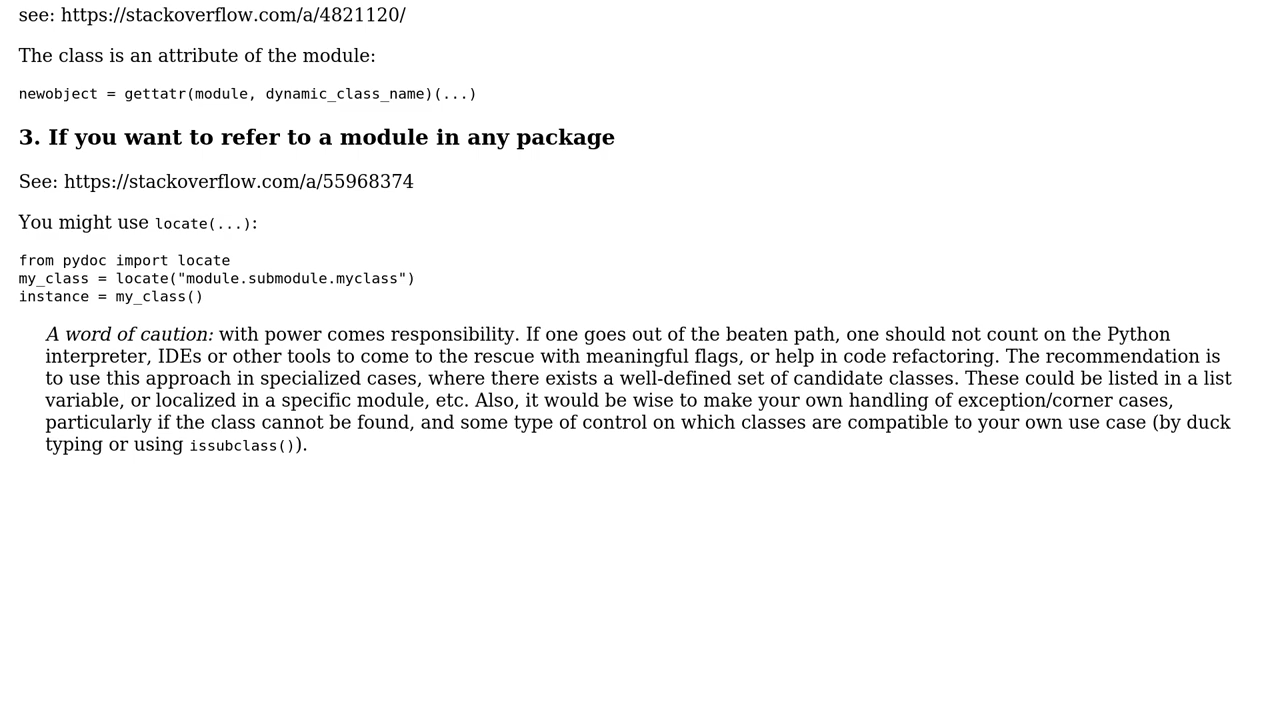 see: https://stackoverflow.com/a/4821120/
The class is an attribute of the module:
newobject = gettatr(module, dynamic_class_name)(...)
3. If you want to refer to a module in any package
See: https://stackoverflow.com/a/55968374
You might use locate(...):
from pydoc import locate
my_class = locate("module.submodule.myclass")
instance = my_class()
A word of caution: with power comes responsibility. If one goes out of the beaten path, one should not count on the Python
interpreter, IDEs or other tools to come to the rescue with meaningful flags, or help in code refactoring. The recommendation is
to use this approach in specialized cases, where there exists a well-defined set of candidate classes. These could be listed in a list
variable, or localized in a specific module, etc. Also, it would be wise to make your own handling of exception/corner cases,
particularly if the class cannot be found, and some type of control on which classes are compatible to your own use case (by duck
typing or using issubclass()).